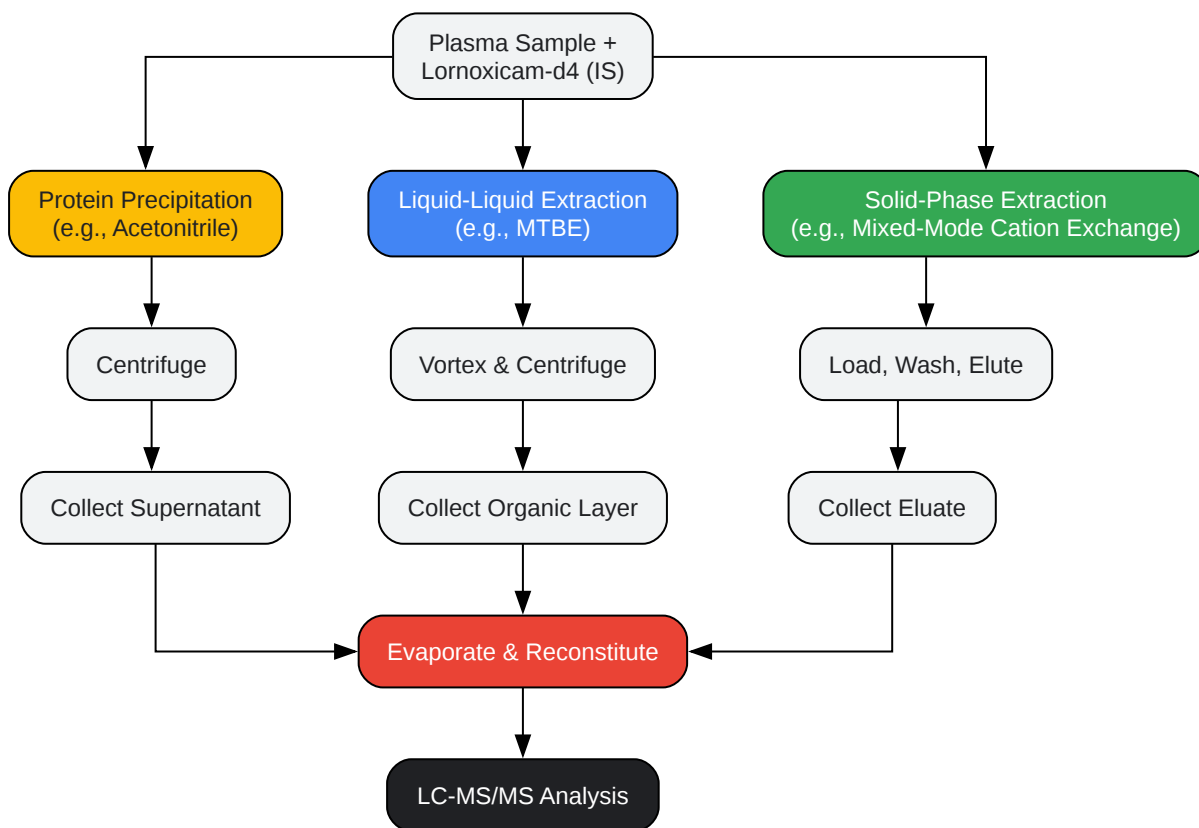 Plasma Sample +
Lornoxicam-d4 (IS)
Protein Precipitation
(e.g., Acetonitrile)
Liquid-Liquid Extraction
(e.g., MTBE)
Solid-Phase Extraction
(e.g., Mixed-Mode Cation Exchange)
Centrifuge
Vortex & Centrifuge
Load, Wash, Elute
Collect Supernatant
Collect Organic Layer
Collect Eluate
Evaporate & Reconstitute
LC-MS/MS Analysis